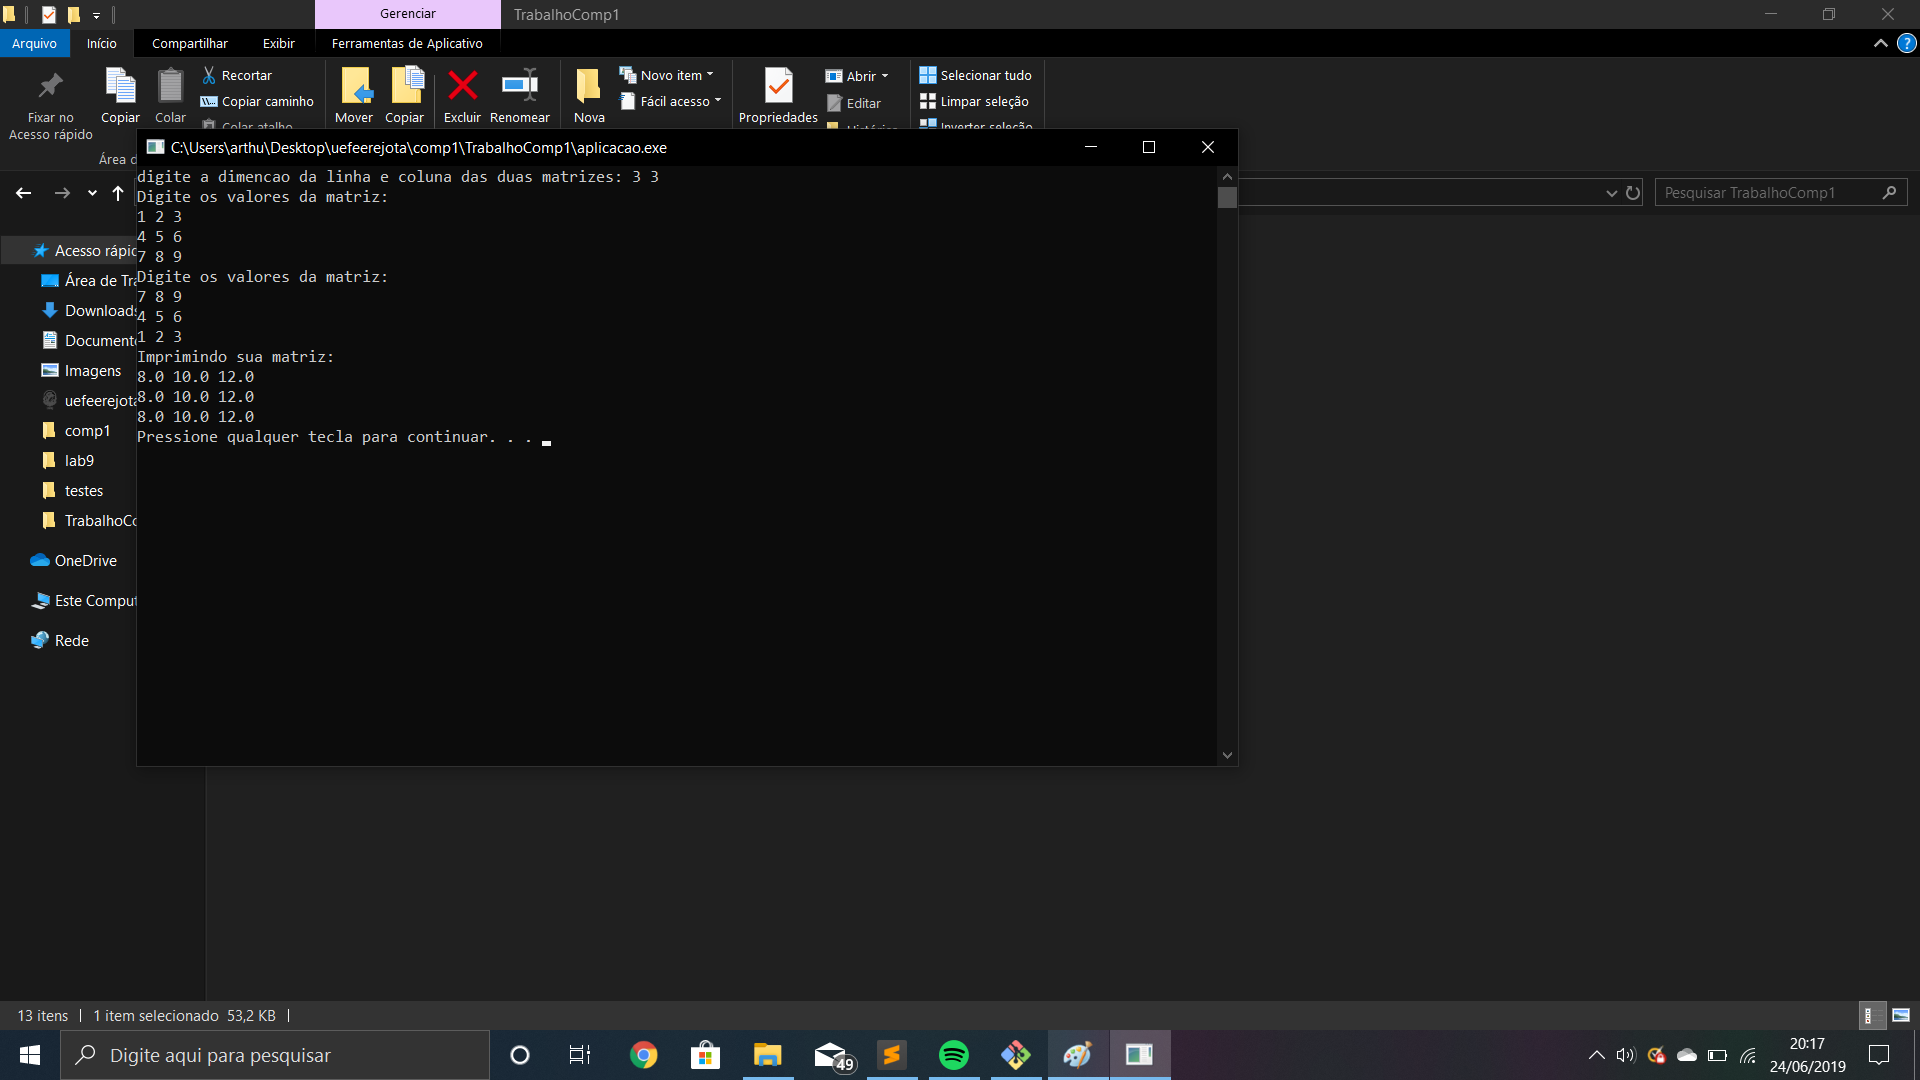 Gerenciar
TrabalhoComp1
Arquivo
Início
Compartilhar
Exibir
Ferramentas de Aplicativo
Fixar no
Acesso rápido
Copiar
Colar
Recortar
Copiar caminho
Colar atalho
Área d
Mover
Copiar
Excluir
Renomear
Nova
Novo item
Fácil acesso
Propriedades
Abrir
Editar
Selecionar tudo
Limpar seleção
Inverter seleção
C:\Users\arthu\Desktop\uefeerejota\comp1\TrabalhoComp1\aplicacao.exe
digite a dimencao da linha e coluna das duas matrizes: 3 3
Digite os valores da matriz:
1 2 3
4 5 6
7 8 9
Digite os valores da matriz:
7 8 9
4 5 6
1 2 3
Imprimindo sua matriz:
8.0 10.0 12.0
8.0 10.0 12.0
8.0 10.0 12.0
Pressione qualquer tecla para continuar. . .
Pesquisar TrabalhoComp1
Acesso rápid
Área de Tra
Downloads
Documento
Imagens
uefeerejota
comp1
lab9
testes
TrabalhoCo
OneDrive
Este Comput
Rede
13 itens
1 item selecionado 53,2 KB
Digite aqui para pesquisar
49
20:17
24/06/2019